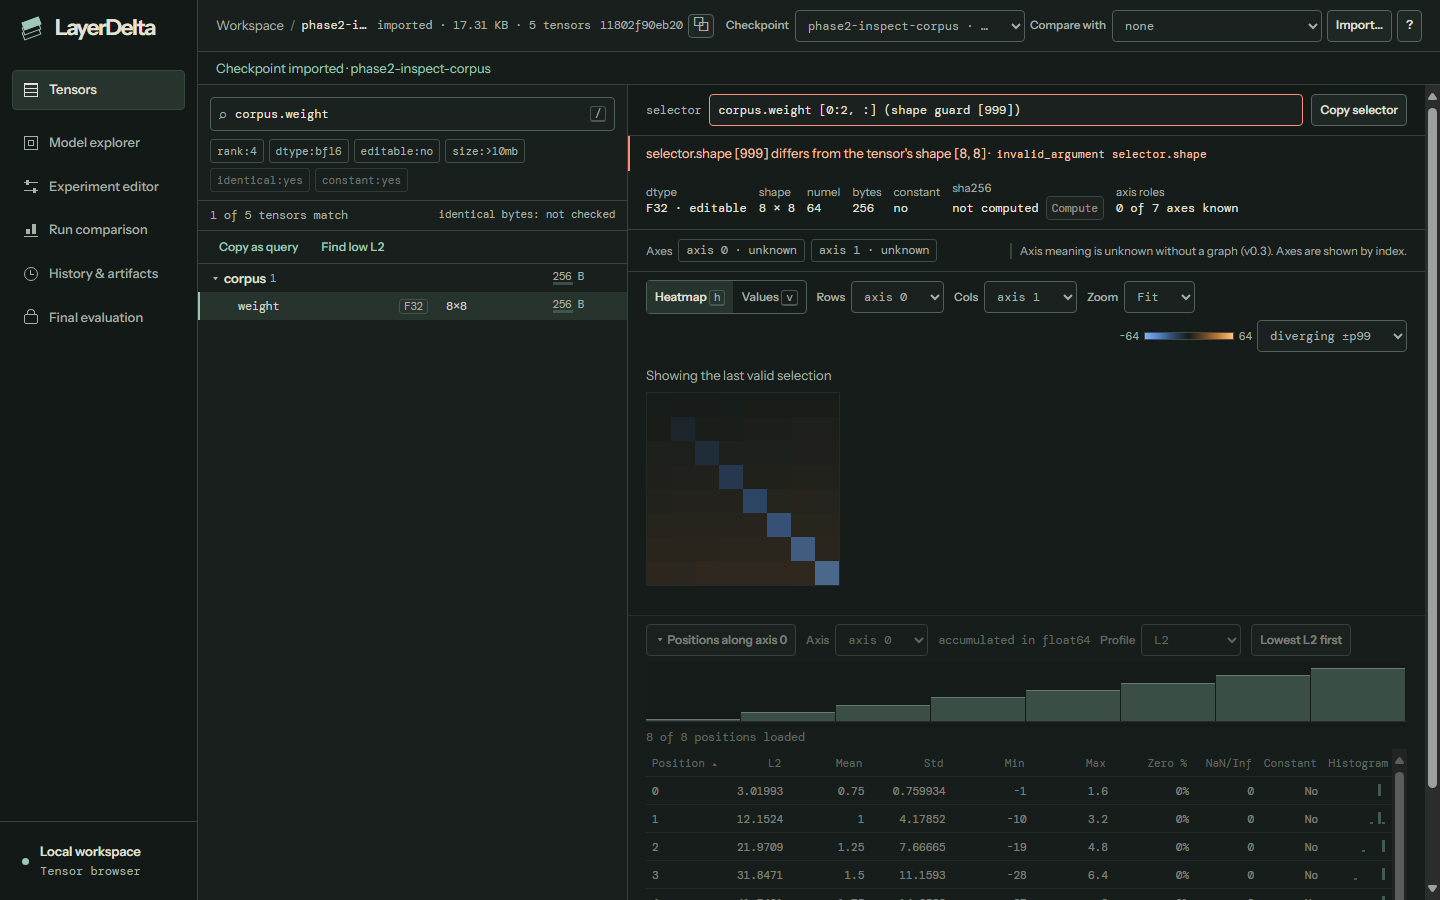 LayerDelta
Tensors
Model explorer
Experiment editor
Run comparison
History & artifacts
Final evaluation
Local workspace
Tensor browser
Workspace / phase2-i… imported · 17.31 KB · 5 tensors 11802f90eb20 Checkpoint phase2-inspect-corpus · … Compare with none Import... ?
Checkpoint imported · phase2-inspect-corpus
corpus.weight /
rank:4 dtype:bf16 editable:no size:>10mb
identical:yes constant:yes
1 of 5 tensors match identical bytes: not checked
Copy as query Find low L2
corpus 1 256 B
weight F32 8×8 256 B
selector corpus.weight [0:2, :] (shape guard [999]) Copy selector
selector.shape [999] differs from the tensor's shape [8, 8] · invalid_argument selector.shape
dtype shape numel bytes constant sha256 axis roles
F32 · editable 8 × 8 64 256 no not computed Compute 0 of 7 axes known
Axes axis 0 · unknown axis 1 · unknown Axis meaning is unknown without a graph (v0.3). Axes are shown by index.
Heatmap h Values v Rows axis 0 Cols axis 1 Zoom Fit
-64 64 diverging ±p99
Showing the last valid selection
Positions along axis 0 Axis axis 0 accumulated in float64 Profile L2 Lowest L2 first
8 of 8 positions loaded
Position L2 Mean Std Min Max Zero % NaN/Inf Constant Histogram
0 3.01993 0.75 0.759934 -1 1.6 0% 0 No
1 12.1524 1 4.17852 -10 3.2 0% 0 No
2 21.9709 1.25 7.66665 -19 4.8 0% 0 No
3 31.8471 1.5 11.1593 -28 6.4 0% 0 No